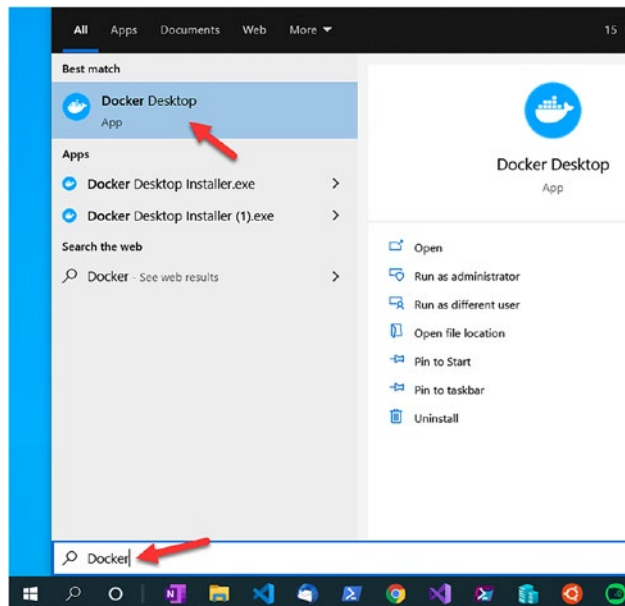 All Apps Documents Web More
15
Best match
Docker Desktop
App
Apps
Docker Desktop Installer.exe
Docker Desktop Installer (1).exe
Search the web
Docker - See web results
Docker Desktop
App
Open
Run as administrator
Run as different user
Open file location
Pin to Start
Pin to taskbar
Uninstall
Docker